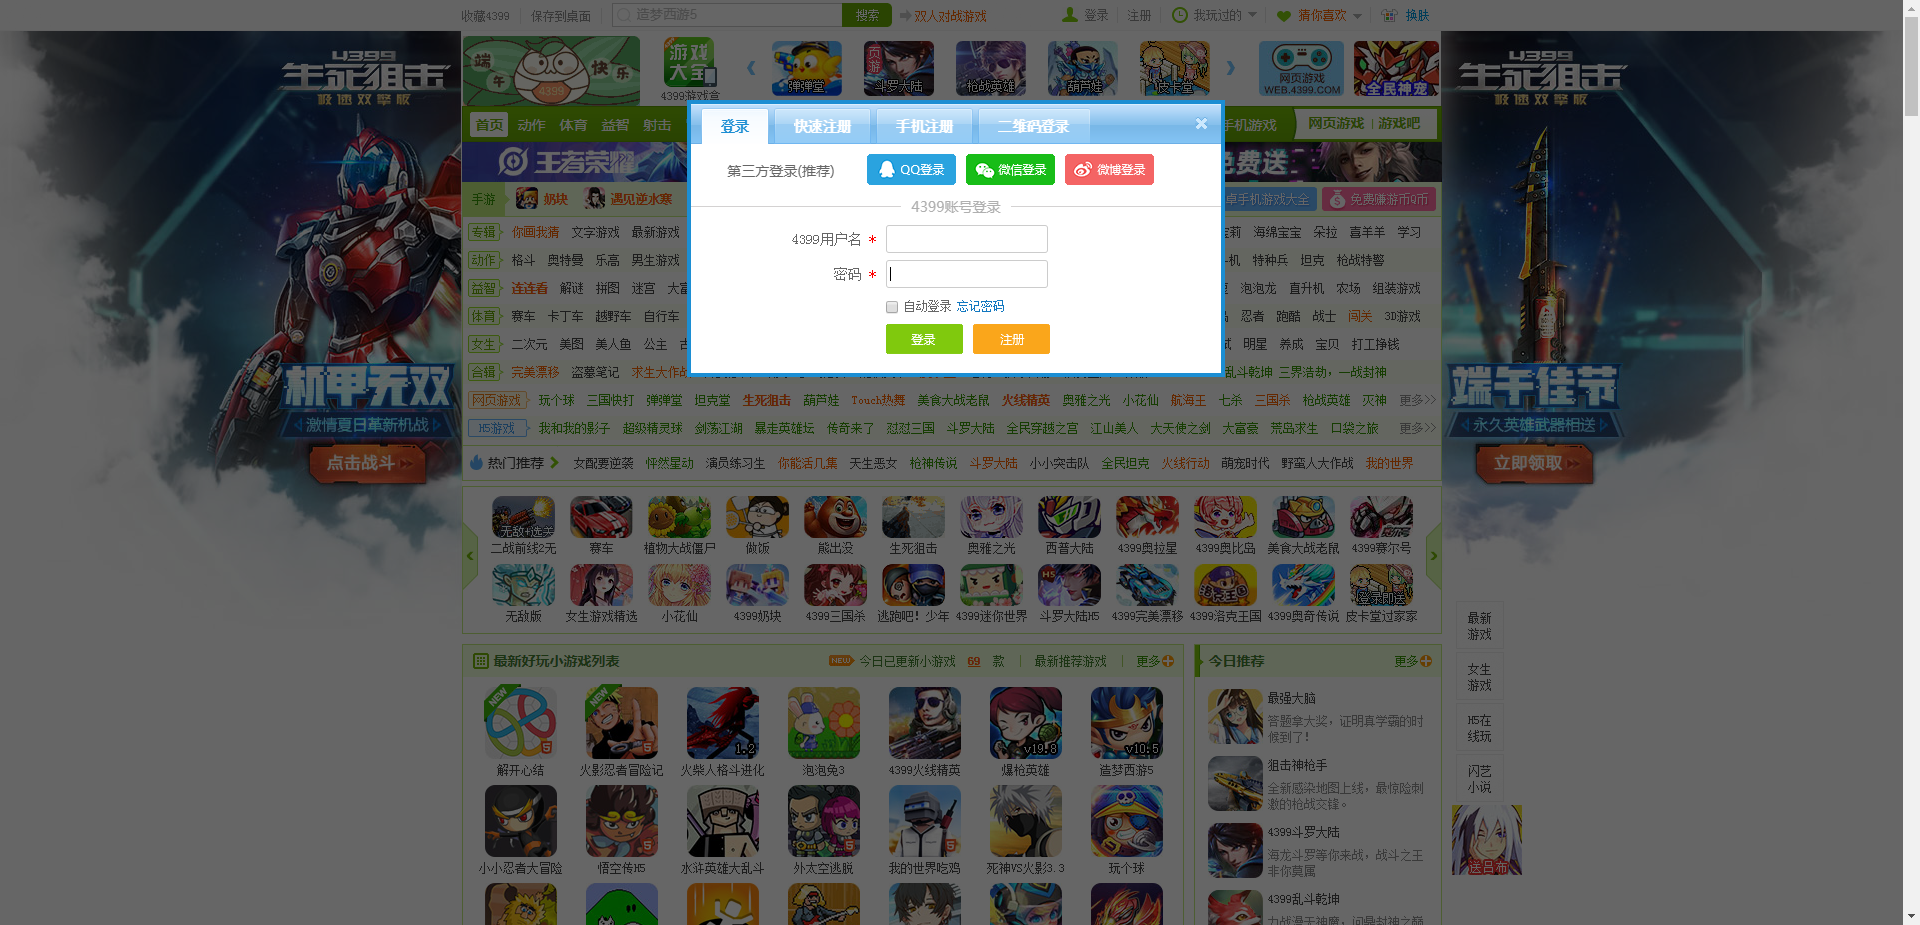 收藏4399 保存到桌面 造梦西游5 搜索 双人对战游戏 登录 注册 我玩过的 猜你喜欢 换肤
4399
生死狙击
极速双擎版
端午快乐
4399
游戏大全
4399游戏盒
弹弹堂
页游
斗罗大陆
枪战英雄
葫芦娃
皮卡堂
网页游戏
WEB.4399.COM
全民神宠
4399
生死狙击
极速双擎版
首页 动作 体育 益智 射击
手机游戏 网页游戏 | 游戏吧
登录 快速注册 手机注册 二维码登录
王者荣耀
免费送
第三方登录(推荐) QQ登录 微信登录 微博登录
4399账号登录
4399用户名 *
密码 *
自动登录 忘记密码
登录 注册
手游 奶块 遇见逆水寒
卓手机游戏大全 免费赚游币Q币
专辑 你画我猜 文字游戏 最新游戏
海绵宝宝 朵拉 喜羊羊 学习
动作 格斗 奥特曼 乐高 男生游戏
特种兵 坦克 枪战特警
益智 连连看 解谜 拼图 迷宫 大富
泡泡龙 直升机 农场 组装游戏
体育 赛车 卡丁车 越野车 自行车
忍者 跑酷 战士 闯关 3D游戏
女生 二次元 美图 美人鱼 公主
明星 养成 宝贝 打工挣钱
合辑 完美漂移 盗墓笔记 求生大作战
乱斗乾坤 三界浩劫，一战封神
网页游戏 玩个球 三国快打 弹弹堂 坦克堂 生死狙击 葫芦娃 Touch热舞 美食大战老鼠 火线精英 奥雅之光 小花仙 航海王 七杀 三国杀 枪战英雄 灭神 更多>>
H5游戏 我和我的影子 超级精灵球 剑荡江湖 暴走英雄坛 传奇来了 怼怼三国 斗罗大陆 全民穿越之宫 江山美人 大天使之剑 大富豪 荒岛求生 口袋之旅 更多>>
热门推荐 女配要逆袭 怦然星动 演员练习生 你能活几集 天生恶女 枪神传说 斗罗大陆 小小突击队 全民坦克 火线行动 萌宠时代 野蛮人大作战 我的世界
机甲无双
激情夏日革新机战
点击战斗
端午佳节
永久英雄武器相送
立即领取
无敌+选关
二战前线2无 赛车 植物大战僵尸 做饭 熊出没 生死狙击 奥雅之光 西普大陆 4399奥拉星 4399奥比岛 美食大战老鼠 4399赛尔号
H5
登录即送
无敌版 女生游戏精选 小花仙 4399奶块 4399三国杀 逃跑吧！少年 4399迷你世界 斗罗大陆H5 4399完美漂移 4399洛克王国 4399奥奇传说 皮卡堂过家家
最新好玩小游戏列表 NEW 今日已更新小游戏 69 款 | 最新推荐游戏 | 更多
NEW 5 NEW 5 1.2 v19.8 v10.5
解开心结 火影忍者冒险记 火柴人格斗进化 泡泡兔3 4399火线精英 爆枪英雄 造梦西游5
5 5
小小忍者大冒险 悟空传H5 水浒英雄大乱斗 外太空逃脱 我的世界吃鸡 死神VS火影3.3 玩个球
今日推荐 更多
最强大脑
答题拿大奖，证明真学霸的时
候到了！
狙击神枪手
全新感染地图上线，最惊险刺
激的枪战交锋。
4399斗罗大陆
海龙斗罗等你来战，战斗之王
非你莫属
4399乱斗乾坤
力战漫天神魔，问鼎封神之巅
最新
游戏
女生
游戏
H5在
线玩
闪艺
小说
送吕布